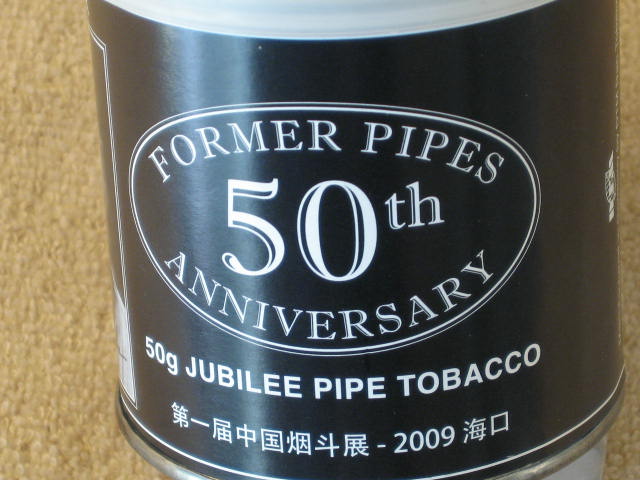 FORMER PIPES
50th
ANNIVERSARY
50g JUBILEE PIPE TOBACCO
第一届中国烟斗展 - 2009 海口